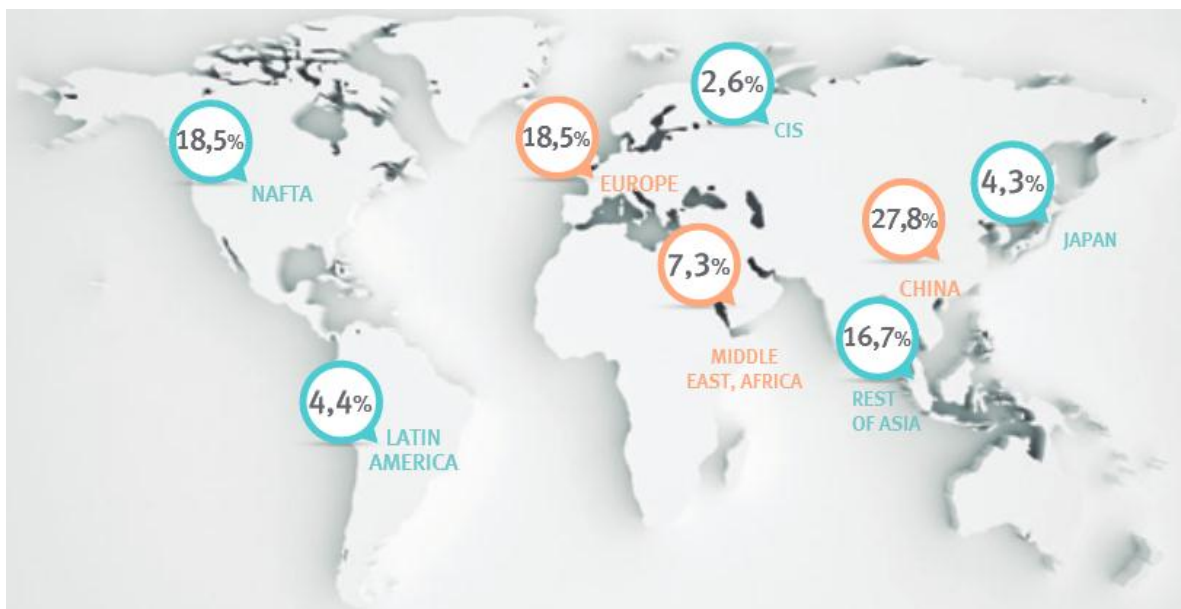 2,6%
CIS
18,5%
NAFTA
18,5%
EUROPE
4,3%
JAPAN
27,8%
CHINA
7,3%
MIDDLE
EAST, AFRICA
16,7%
REST
OF ASIA
4,4%
LATIN
AMERICA